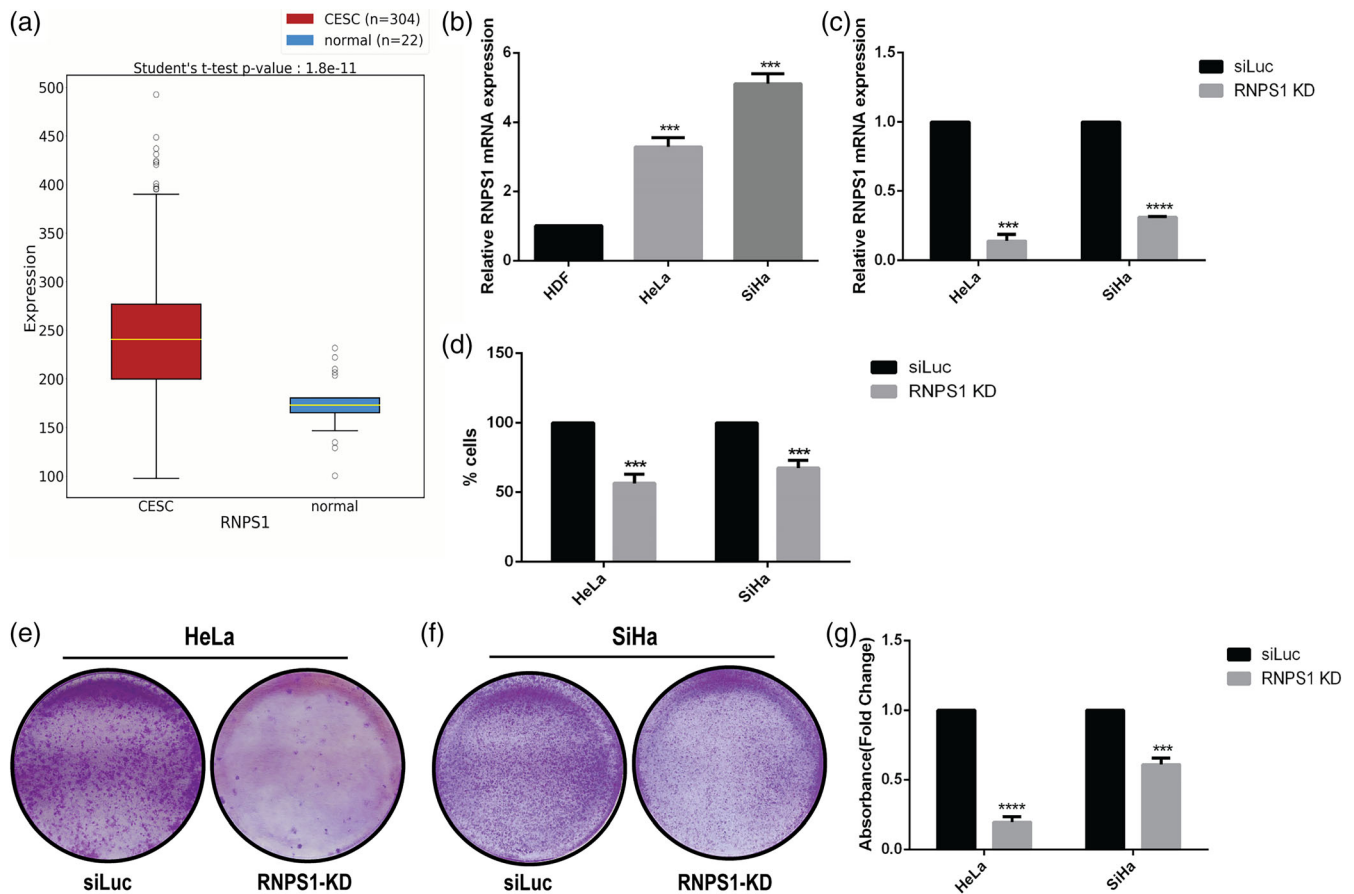 (a)
CESC (n=304)
normal (n=22)
Student's t-test p-value : 1.8e-11
Expression
500
450
400
350
300
250
200
150
100
CESC
normal
RNPS1
(b)
Relative RNPS1 mRNA expression
6
4
2
0
***
***
HDF
HeLa
SiHa
(c)
Relative RNPS1 mRNA expression
1.5
1.0
0.5
0.0
***
****
HeLa
SiHa
siLuc
RNPS1 KD
(d)
% cells
150
100
50
0
***
***
HeLa
SiHa
siLuc
RNPS1 KD
(e)
HeLa
siLuc
RNPS1-KD
(f)
SiHa
siLuc
RNPS1-KD
(g)
Absorbance(Fold Change)
1.5
1.0
0.5
0.0
****
***
HeLa
SiHa
siLuc
RNPS1 KD